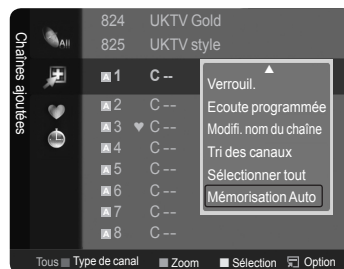 824 UKTV Gold
825 UKTV style
Chaînes ajoutées
All
A 1 C --
A 2 C --
A 3 ♥ C --
A 4 C --
A 5 C --
A 6 C --
A 7 C --
A 8 C --
▲
Verrouil.
Ecoute programmée
Modifi. nom du chaîne
Tri des canaux
Sélectionner tout
Mémorisation Auto
Tous Type de canal Zoom Sélection Option